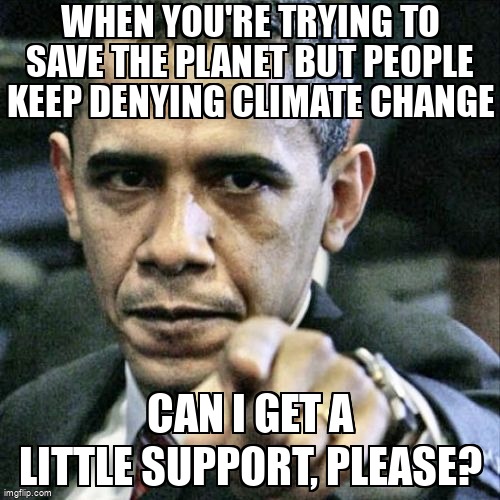 WHEN YOU'RE TRYING TO
SAVE THE PLANET BUT PEOPLE
KEEP DENYING CLIMATE CHANGE
CAN I GET A
LITTLE SUPPORT, PLEASE?
imgflip.com